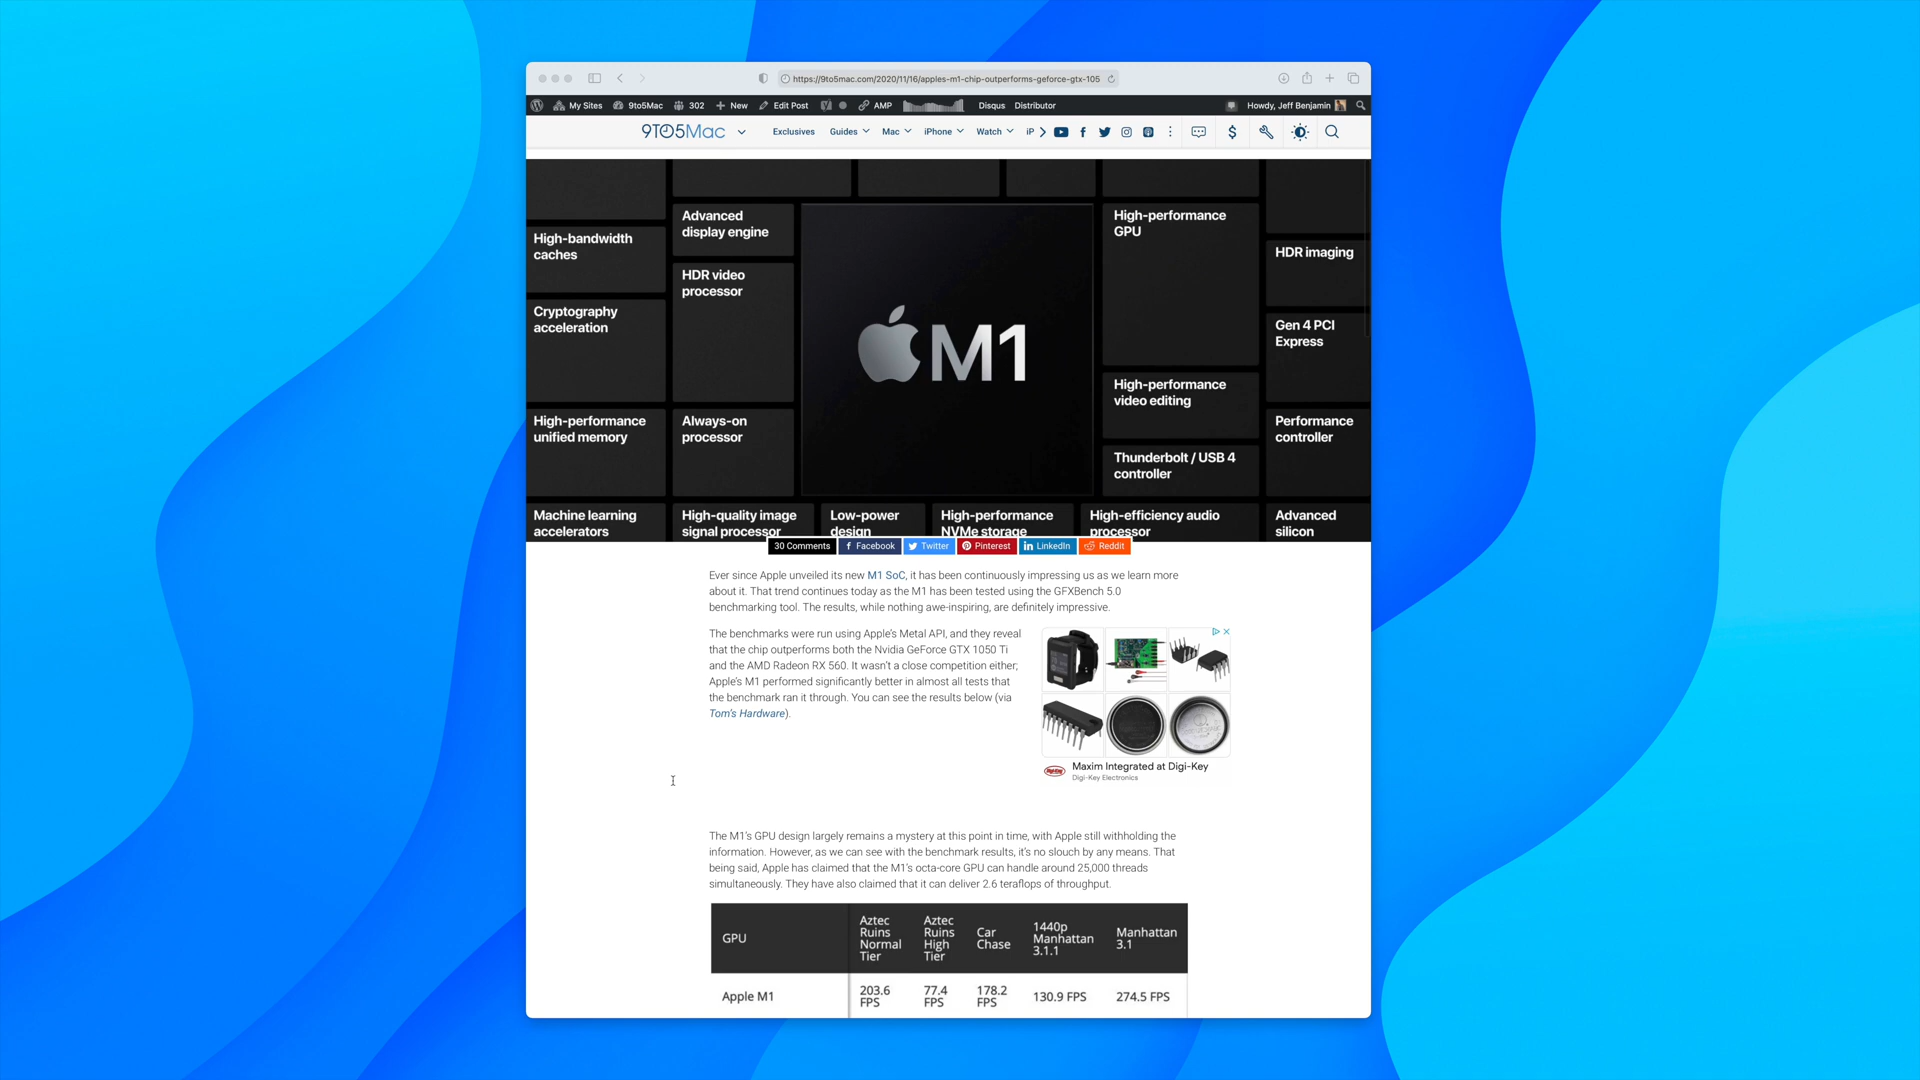 https://9to5mac.com/2020/11/16/apples-m1-chip-outperforms-geforce-gtx-105
My Sites 9to5Mac 302 New Edit Post AMP Disqus Distributor Howdy, Jeff Benjamin
9TO5Mac Exclusives Guides Mac iPhone Watch iP
Advanced
display engine
High-performance
GPU
High-bandwidth
caches
HDR imaging
HDR video
processor
Cryptography
acceleration
Gen 4 PCI
Express
M1
High-performance
video editing
High-performance
unified memory
Always-on
processor
Performance
controller
Thunderbolt / USB 4
controller
Machine learning
accelerators
High-quality image
signal processor
Low-power
design
High-performance
NVMe storage
High-efficiency audio
processor
Advanced
silicon
30 Comments Facebook Twitter Pinterest LinkedIn Reddit
Ever since Apple unveiled its new M1 SoC, it has been continuously impressing us as we learn more
about it. That trend continues today as the M1 has been tested using the GFXBench 5.0
benchmarking tool. The results, while nothing awe-inspiring, are definitely impressive.
The benchmarks were run using Apple's Metal API, and they reveal
that the chip outperforms both the Nvidia GeForce GTX 1050 Ti
and the AMD Radeon RX 560. It wasn't a close competition either;
Apple's M1 performed significantly better in almost all tests that
the benchmark ran it through. You can see the results below (via
Tom's Hardware).
Maxim Integrated at Digi-Key
Digi-Key Electronics
The M1's GPU design largely remains a mystery at this point in time, with Apple still withholding the
information. However, as we can see with the benchmark results, it's no slouch by any means. That
being said, Apple has claimed that the M1's octa-core GPU can handle around 25,000 threads
simultaneously. They have also claimed that it can deliver 2.6 teraflops of throughput.
GPU
Aztec
Ruins
Normal
Tier
Aztec
Ruins
High
Tier
Car
Chase
1440p
Manhattan
3.1.1
Manhattan
3.1
Apple M1
203.6
FPS
77.4
FPS
178.2
FPS
130.9 FPS
274.5 FPS